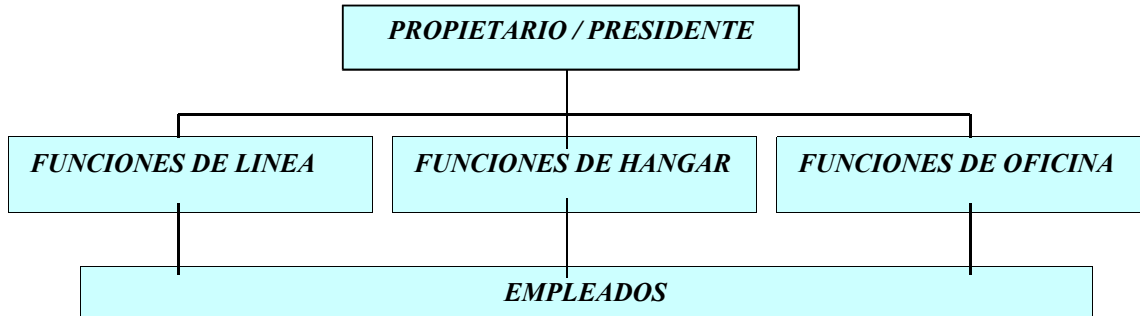 PROPIETARIO / PRESIDENTE
FUNCIONES DE LINEA
FUNCIONES DE HANGAR
FUNCIONES DE OFICINA
EMPLEADOS